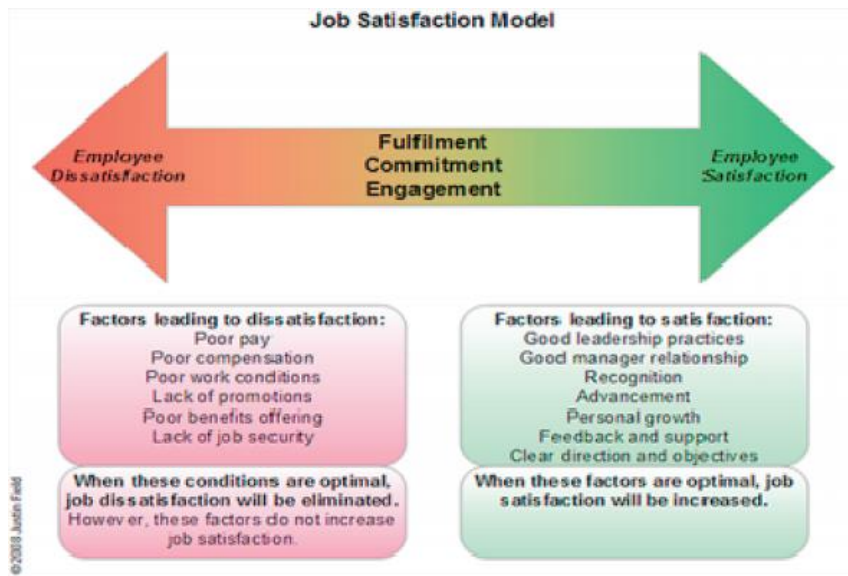 Job Satisfaction Model
Employee
Dissatisfaction
Fulfilment
Commitment
Engagement
Employee
Satisfaction
Factors leading to dissatisfaction:
Poor pay
Poor compensation
Poor work conditions
Lack of promotions
Poor benefits offering
Lack of job security
When these conditions are optimal,
job dissatisfaction will be eliminated.
However, these factors do not increase
job satisfaction.
Factors leading to satisfaction:
Good leadership practices
Good manager relationship
Recognition
Advancement
Personal growth
Feedback and support
Clear direction and objectives
When these factors are optimal, job
satisfaction will be increased.
©2008 Justin Field